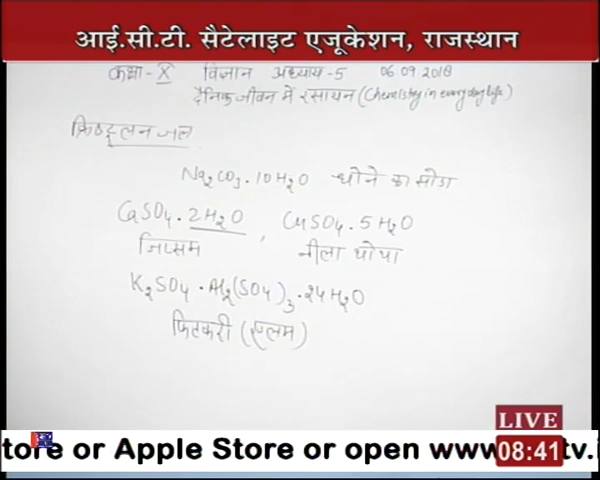 आई.सी.टी. सैटेलाइट एजूकेशन, राजस्थान
कक्षा-X विज्ञान अध्याय-5 06.09.2018
दैनिक जीवन में रसायन (Chemistry in every day life)
क्रिस्टलन जल
Na₂CO₃.10H₂O धोने का सोडा
CaSO₄.2H₂O, CuSO₄.5H₂O
जिप्सम नीला थोथा
K₂SO₄.Al₂(SO₄)₃.24H₂O
फिटकरी (एलम)
LIVE
tore or Apple Store or open www. tv.i
08:41